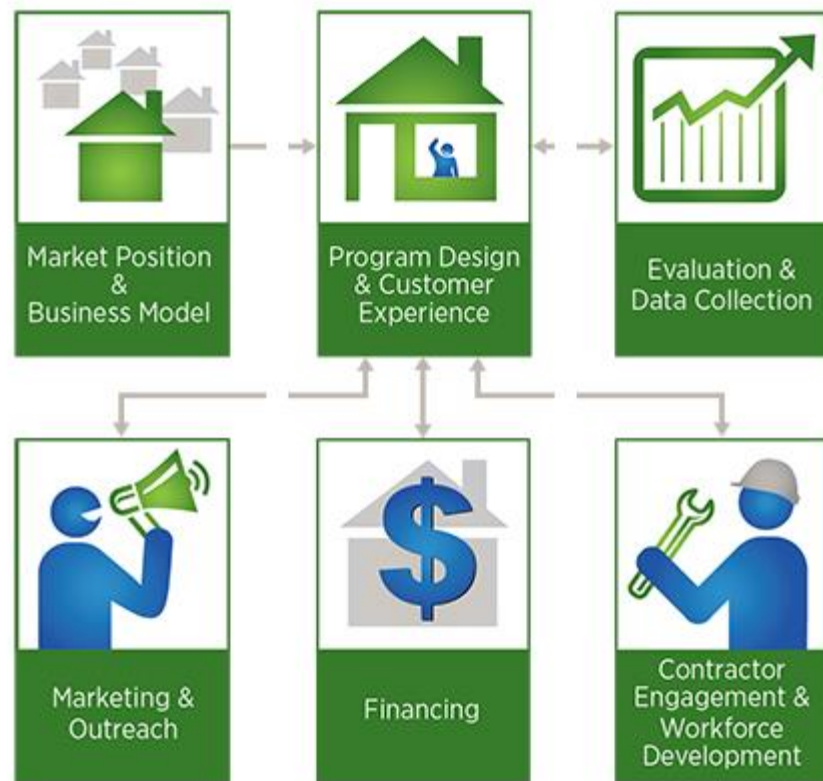 Market Position
&
Business Model
Program Design
& Customer
Experience
Evaluation &
Data Collection
Marketing &
Outreach
$
Financing
Contractor
Engagement &
Workforce
Development